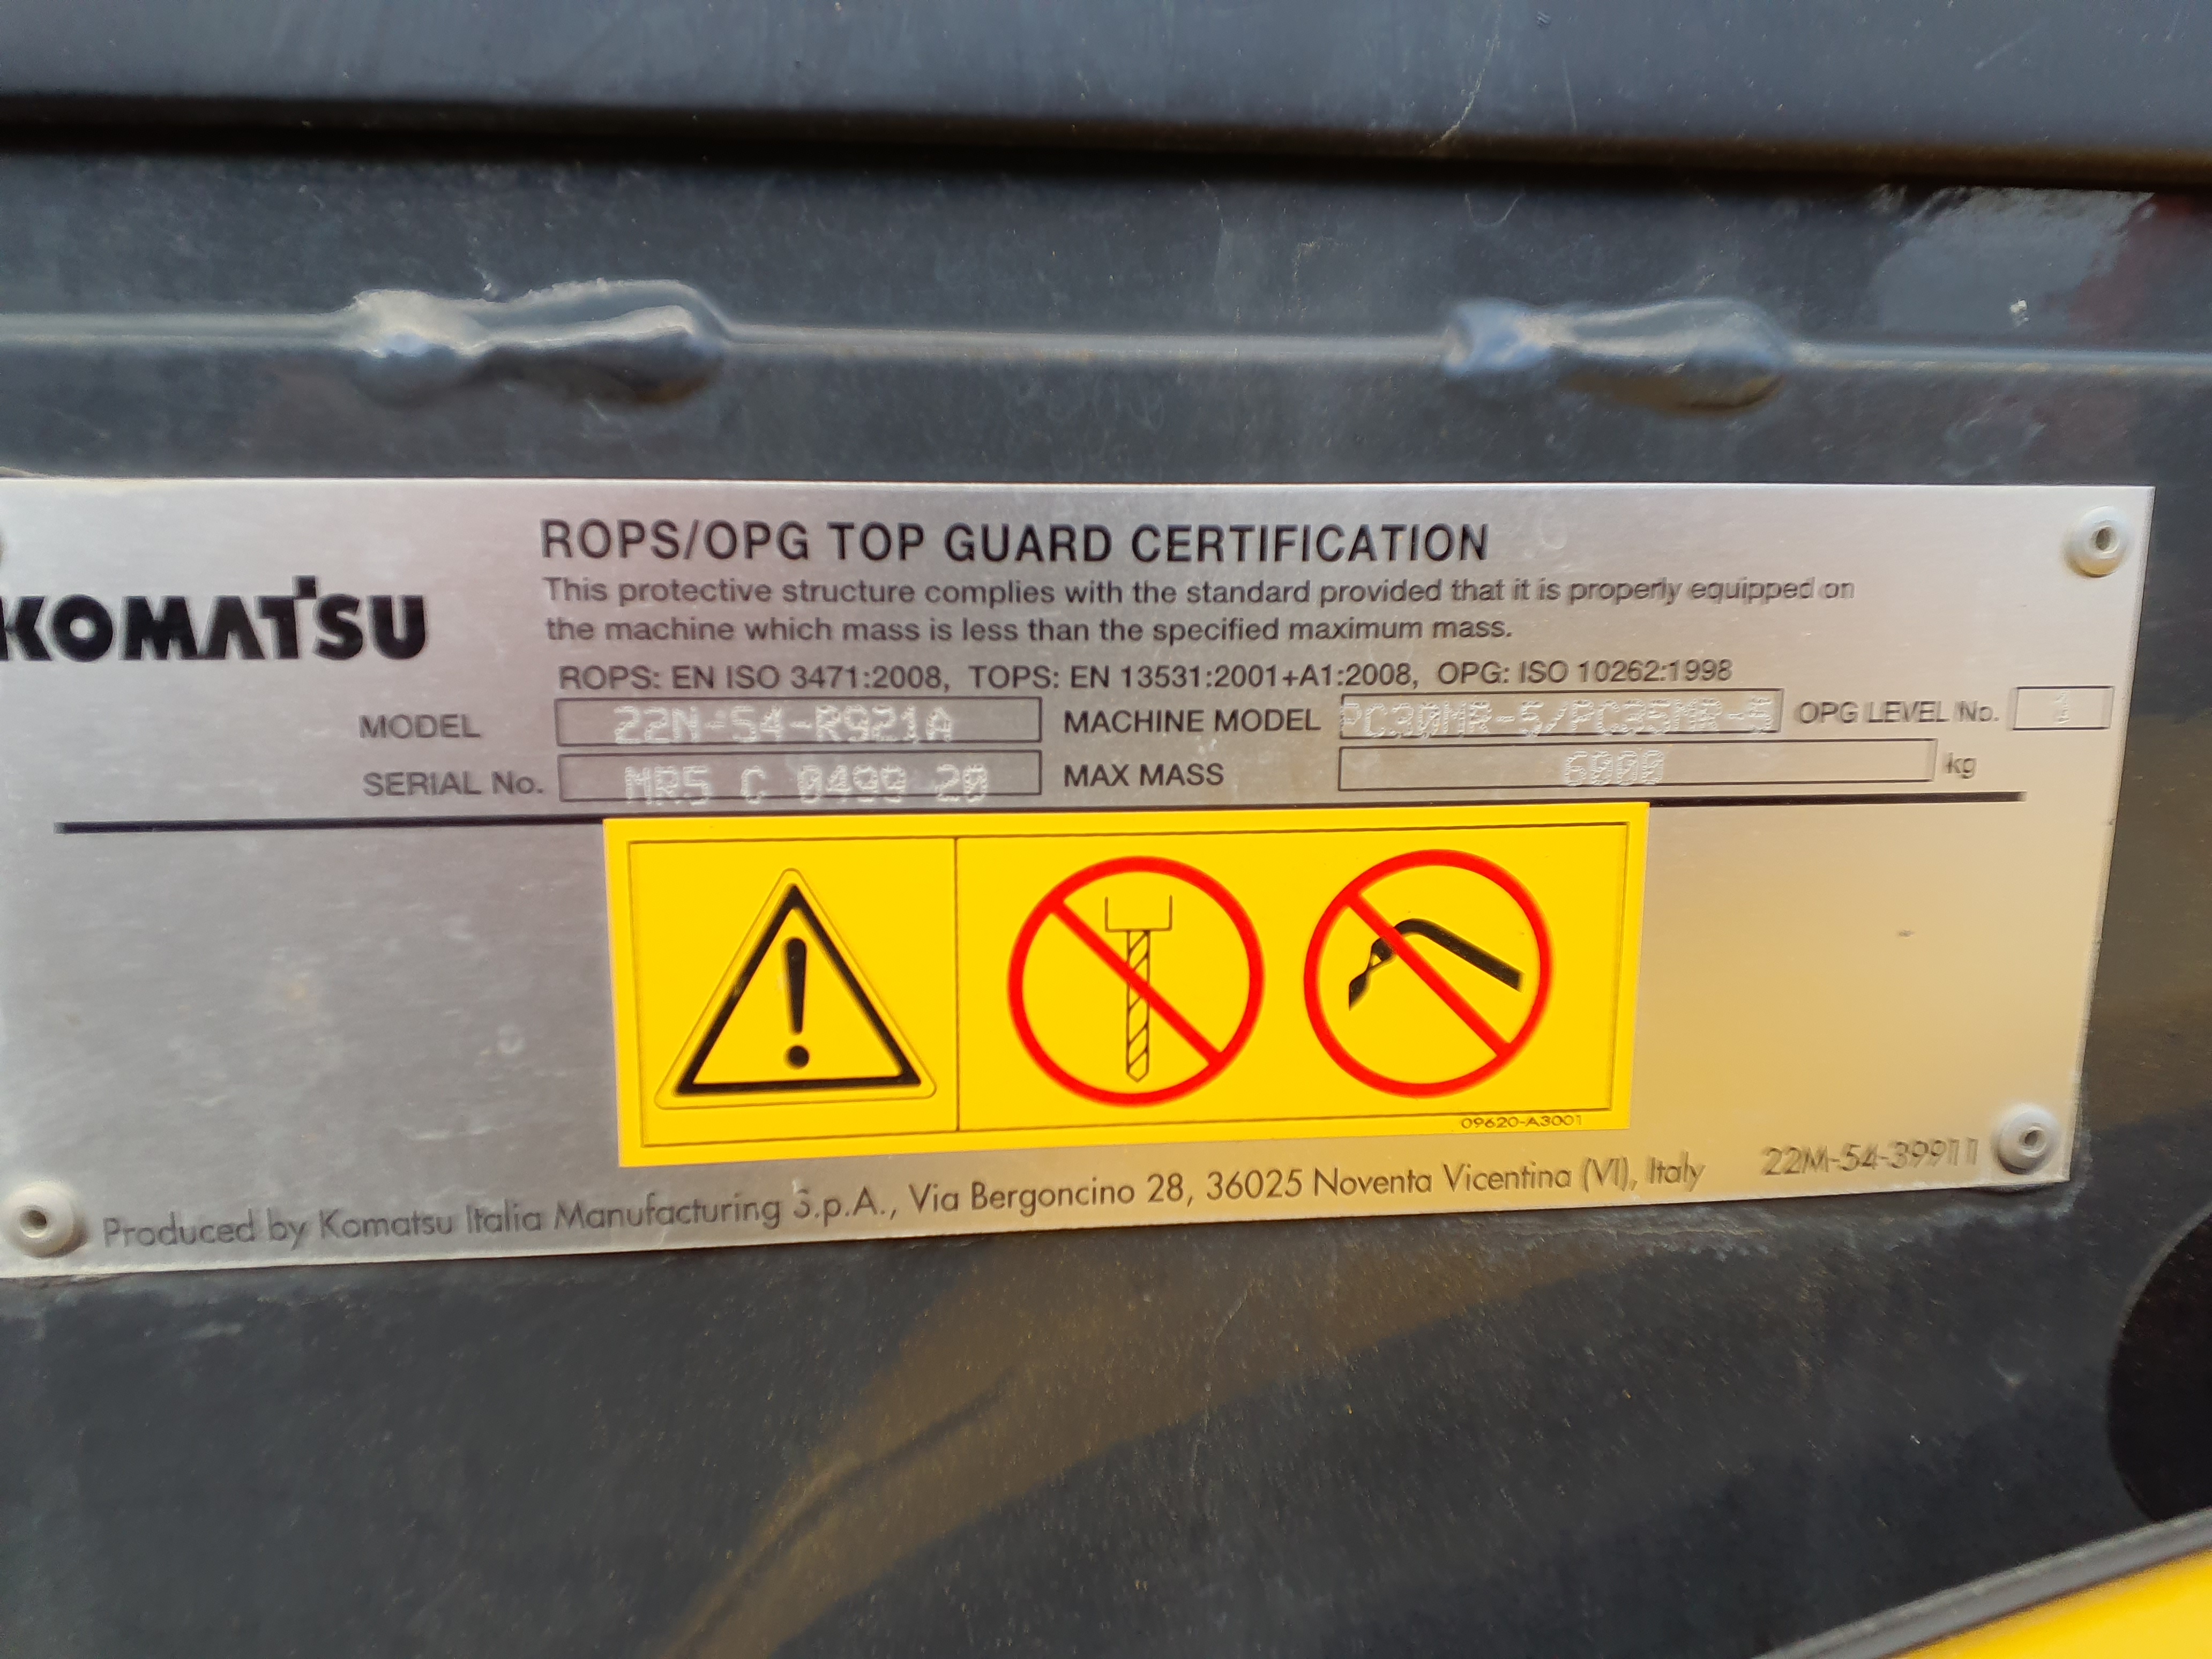 ROPS/OPG TOP GUARD CERTIFICATION
This protective structure complies with the standard provided that it is properly equipped on
the machine which mass is less than the specified maximum mass.
KOMATSU
ROPS: EN ISO 3471:2008, TOPS: EN 13531:2001+A1:2008, OPG: ISO 10262:1998
MODEL 22N-54-R921A MACHINE MODEL PC30MR-5/PC35MR-5 OPG LEVEL No. 1
SERIAL No. MR5 C 0499 20 MAX MASS 6000 kg
09620-A3001
Produced by Komatsu Italia Manufacturing S.p.A., Via Bergoncino 28, 36025 Noventa Vicentina (VI), Italy 22M-54-39911